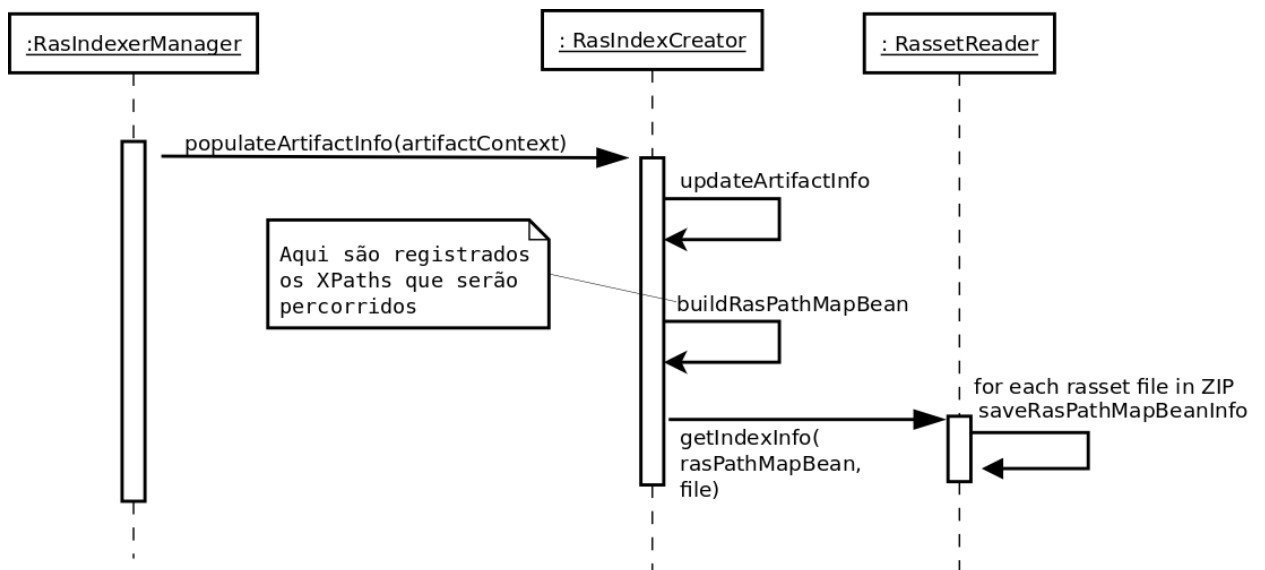 :RasIndexerManager
: RasIndexCreator
: RassetReader
populateArtifactInfo(artifactContext)
updateArtifactInfo
Aqui são registrados
os XPaths que serão
percorridos
buildRasPathMapBean
for each rasset file in ZIP
saveRasPathMapBeanInfo
getIndexInfo(
rasPathMapBean,
file)